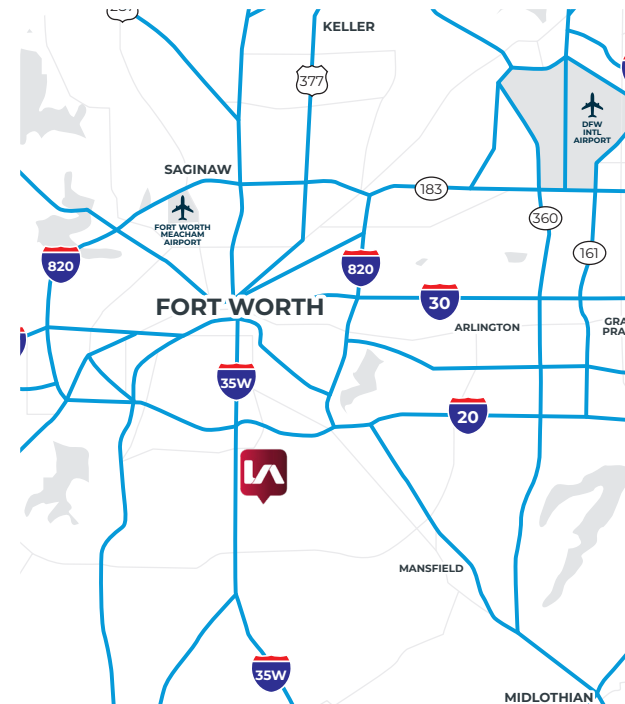 KELLER
377
DFW
INTL
AIRPORT
SAGINAW
183
FORT WORTH
MEACHAM
AIRPORT
360
161
820
820
FORT WORTH
30
ARLINGTON
35W
20
LA
MANSFIELD
35W
MIDLOTHIAN